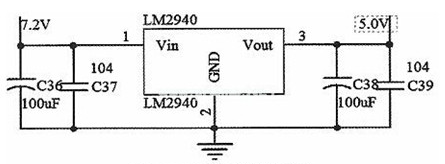 7.2V
LM2940
5.0V
1
Vin
Vout
3
GND
C36
100uF
104
C37
LM2940
2
C38
100uF
104
C39